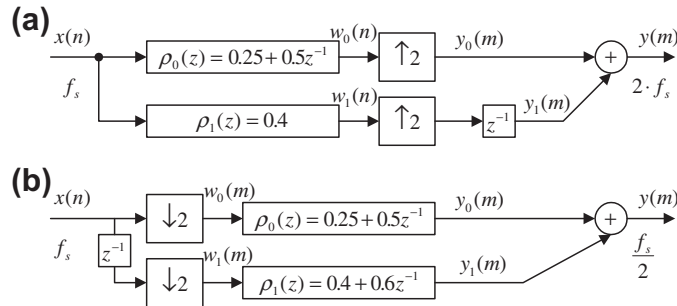 (a)
x(n)
f_s
ρ_0(z) = 0.25 + 0.5z^{-1}
w_0(n)
↑2
y_0(m)
+
y(m)
2·f_s
ρ_1(z) = 0.4
w_1(n)
↑2
z^{-1}
y_1(m)
(b)
x(n)
f_s
z^{-1}
↓2
w_0(m)
ρ_0(z) = 0.25 + 0.5z^{-1}
y_0(m)
+
y(m)
f_s/2
↓2
w_1(m)
ρ_1(z) = 0.4 + 0.6z^{-1}
y_1(m)